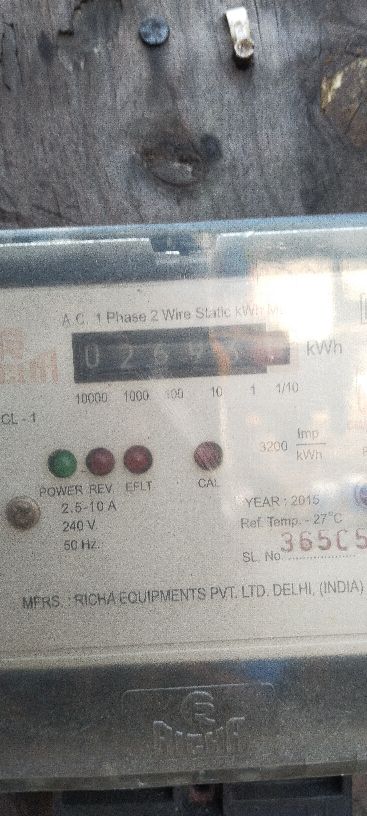 A.C. 1 Phase 2 Wire Static kWh
kWh
10000 1000 100 10 1 1/10
CL - 1
3200 Imp/kWh
POWER REV. EFLT. CAL
2.5-10 A
240 V.
50 Hz.
YEAR : 2015
Ref. Temp. - 27°C
SL. No.
MFRS. : RICHA EQUIPMENTS PVT. LTD. DELHI, (INDIA)
RICHA